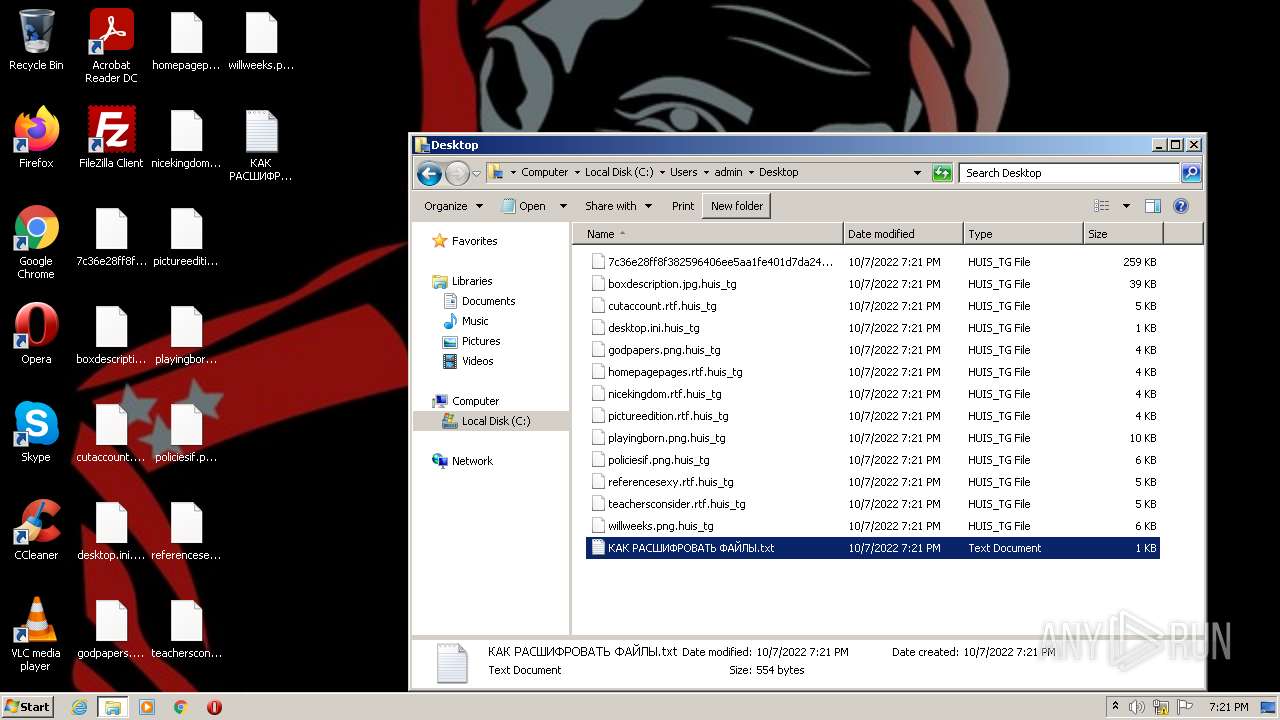 Recycle Bin
Acrobat
Reader DC
homepagep...
willweeks.p...
Firefox
FileZilla Client
nicekingdom...
КАК
РАСШИФР...
Google
Chrome
7c36e28ff8f...
pictureediti...
Opera
boxdescripti...
playingbor...
Skype
cutaccount....
policiesif.p...
CCleaner
desktop.ini....
referencese...
VLC media
player
godpapers....
teacherscon...
Desktop
Computer
Local Disk (C:)
Users
admin
Desktop
Search Desktop
Organize
Open
Share with
Print
New folder
Favorites
Libraries
Documents
Music
Pictures
Videos
Computer
Local Disk (C:)
Network
Name Date modified Type Size
7c36e28ff8f382596406ee5aa1fe401d7da24... 10/7/2022 7:21 PM HUIS_TG File 259 KB
boxdescription.jpg.huis_tg 10/7/2022 7:21 PM HUIS_TG File 39 KB
cutaccount.rtf.huis_tg 10/7/2022 7:21 PM HUIS_TG File 5 KB
desktop.ini.huis_tg 10/7/2022 7:21 PM HUIS_TG File 1 KB
godpapers.png.huis_tg 10/7/2022 7:21 PM HUIS_TG File 4 KB
homepagepages.rtf.huis_tg 10/7/2022 7:21 PM HUIS_TG File 4 KB
nicekingdom.rtf.huis_tg 10/7/2022 7:21 PM HUIS_TG File 5 KB
pictureedition.rtf.huis_tg 10/7/2022 7:21 PM HUIS_TG File 5 KB
playingborn.png.huis_tg 10/7/2022 7:21 PM HUIS_TG File 10 KB
policiesif.png.huis_tg 10/7/2022 7:21 PM HUIS_TG File 6 KB
referencesexy.rtf.huis_tg 10/7/2022 7:21 PM HUIS_TG File 5 KB
teachersconsider.rtf.huis_tg 10/7/2022 7:21 PM HUIS_TG File 5 KB
willweeks.png.huis_tg 10/7/2022 7:21 PM HUIS_TG File 6 KB
КАК РАСШИФРОВАТЬ ФАЙЛЫ.txt 10/7/2022 7:21 PM Text Document 1 KB
КАК РАСШИФРОВАТЬ ФАЙЛЫ.txt Date modified: 10/7/2022 7:21 PM Date created: 10/7/2022 7:21 PM
Text Document Size: 554 bytes
ANY RUN
Start
7:21 PM